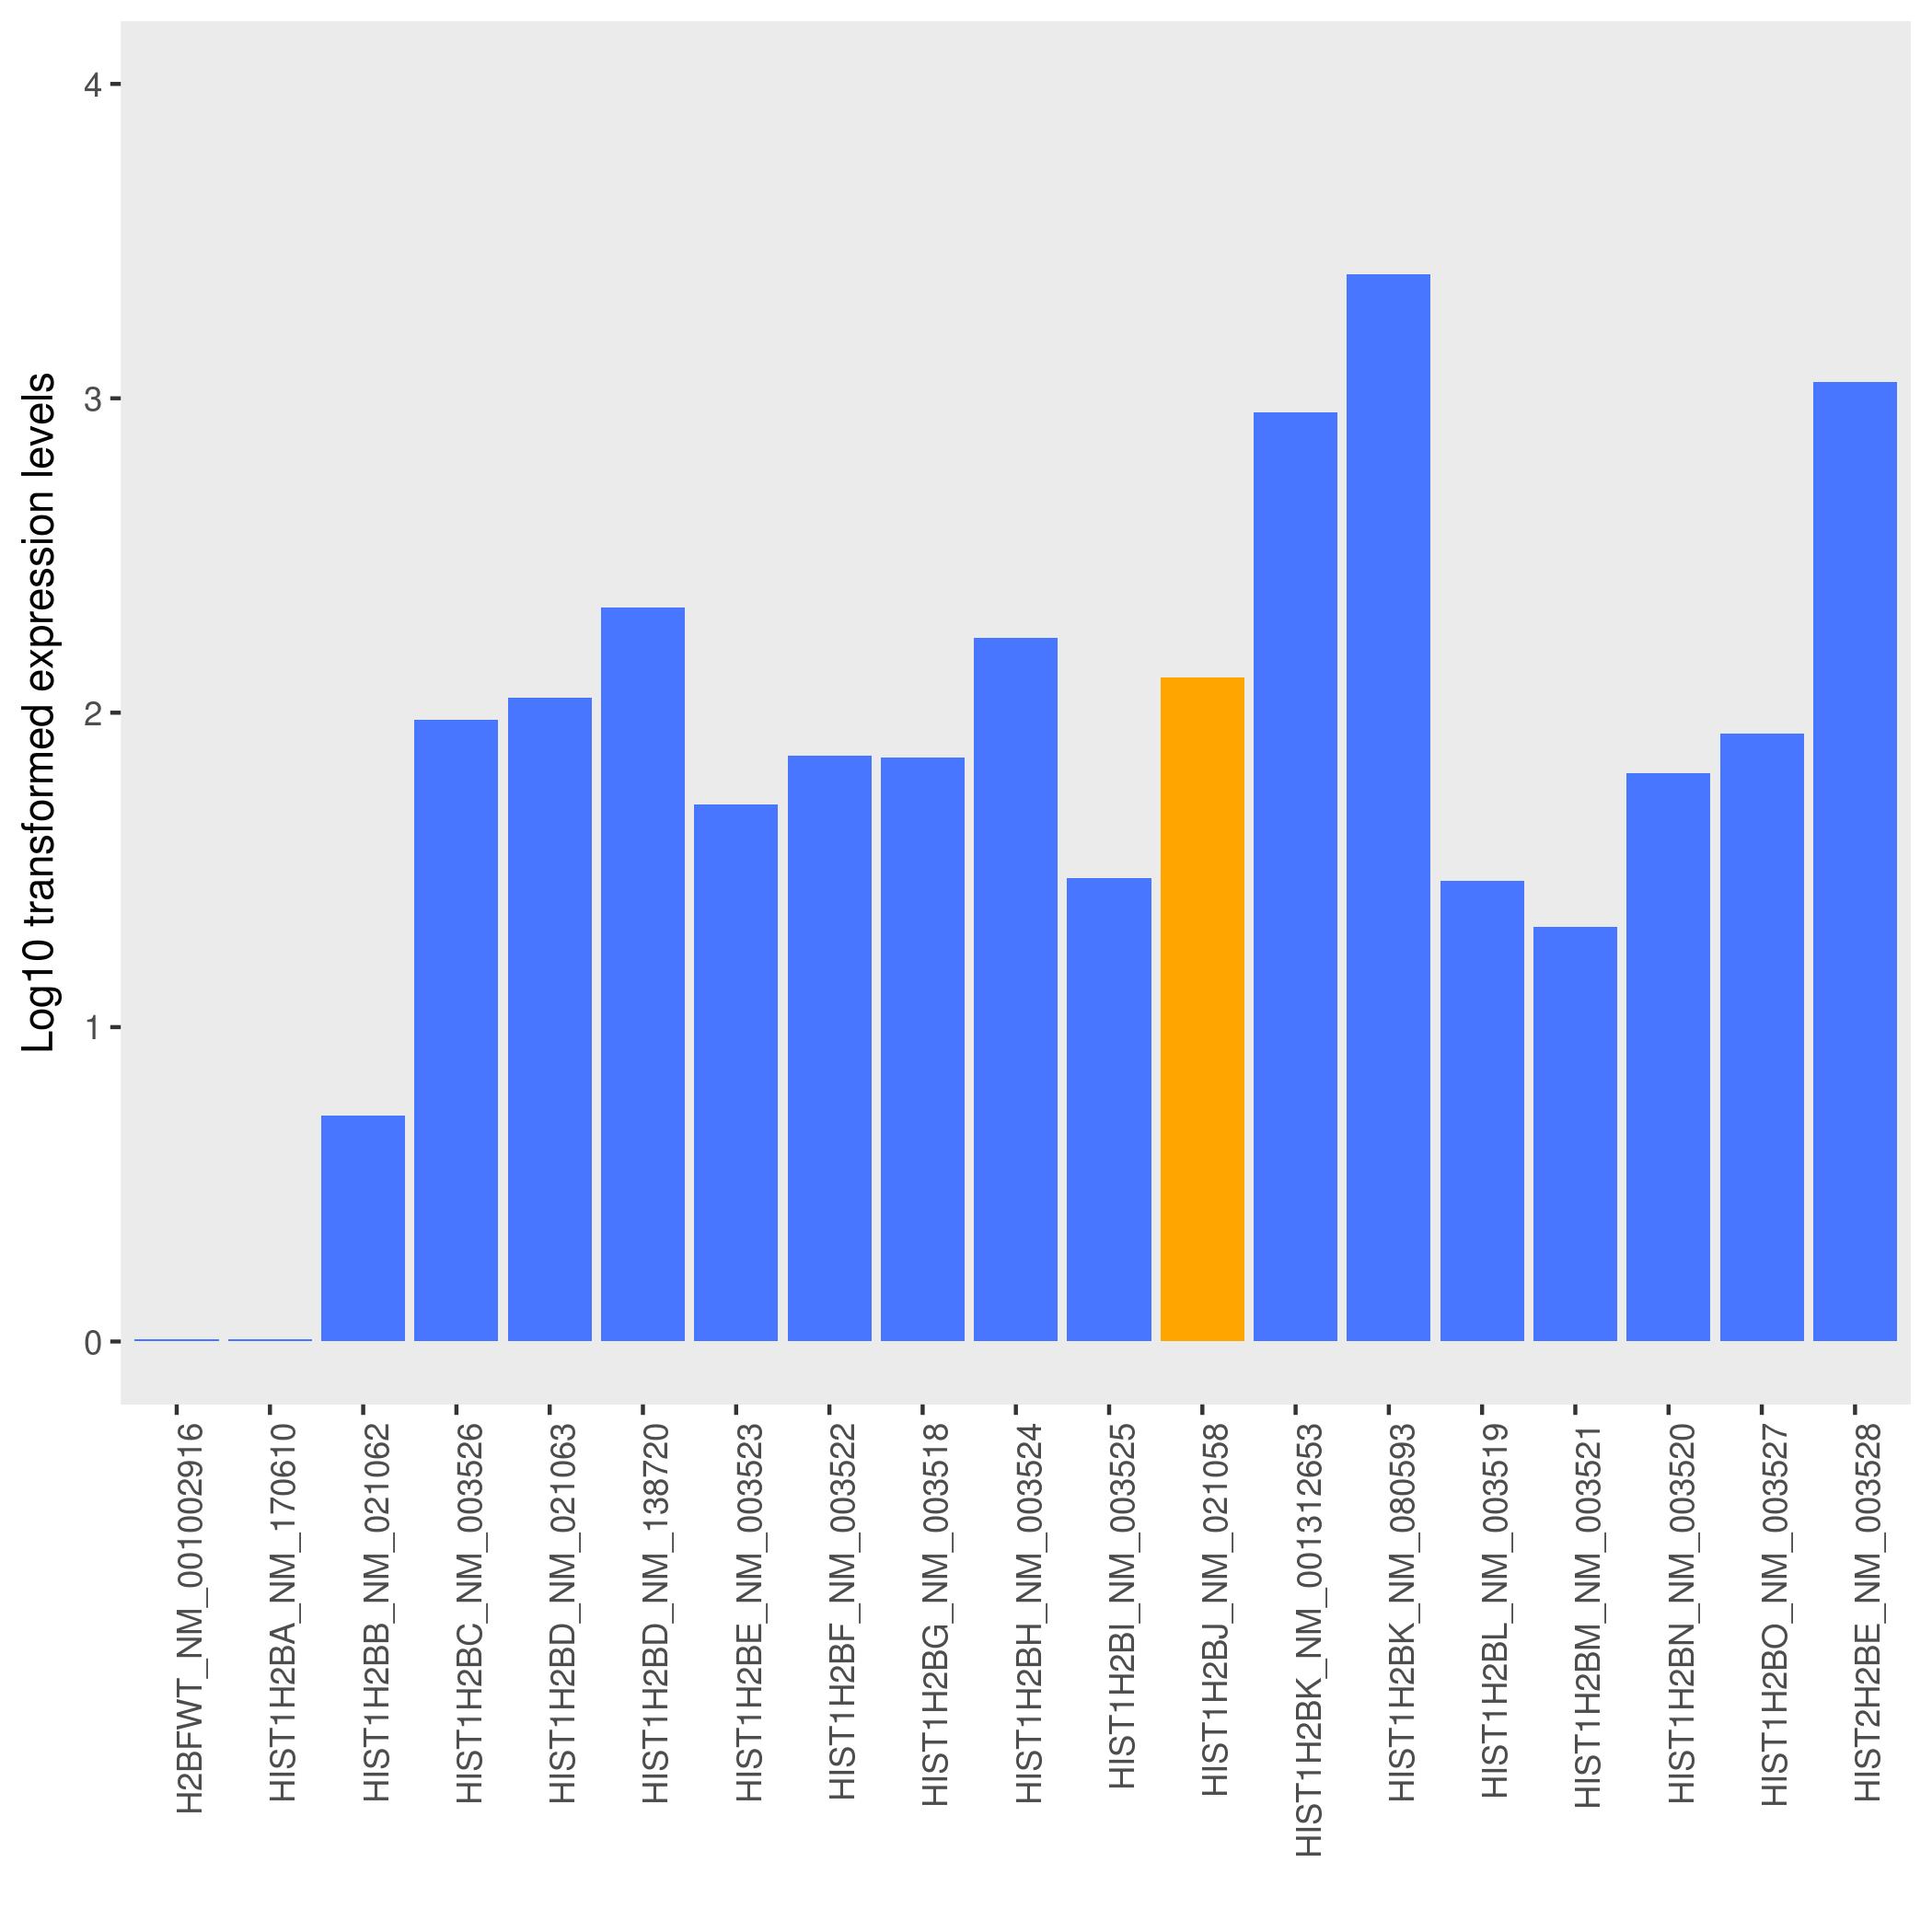 Log10 transformed expression levels
4
3
2
1
0
H2BFWT_NM_001002916
HIST1H2BA_NM_170610
HIST1H2BB_NM_021062
HIST1H2BC_NM_003526
HIST1H2BD_NM_021063
HIST1H2BD_NM_138720
HIST1H2BE_NM_003523
HIST1H2BF_NM_003522
HIST1H2BG_NM_003518
HIST1H2BH_NM_003524
HIST1H2BI_NM_003525
HIST1H2BJ_NM_021058
HIST1H2BK_NM_001312653
HIST1H2BK_NM_080593
HIST1H2BL_NM_003519
HIST1H2BM_NM_003521
HIST1H2BN_NM_003520
HIST1H2BO_NM_003527
HIST2H2BE_NM_003528